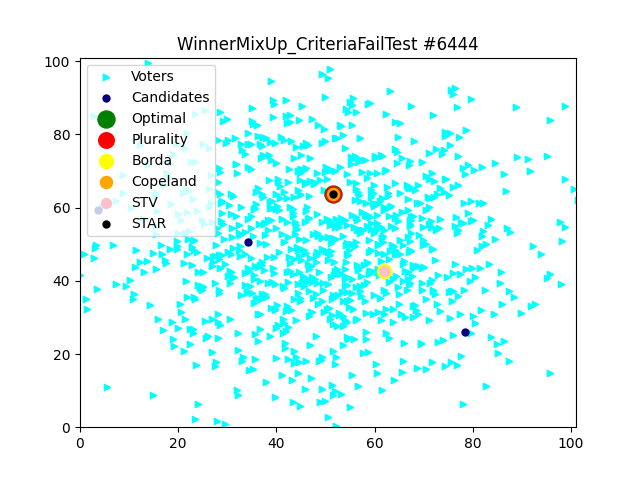 WinnerMixUp_CriteriaFailTest #6444
100
80
60
40
20
0
0
20
40
60
80
100
Voters
Candidates
Optimal
Plurality
Borda
Copeland
STV
STAR